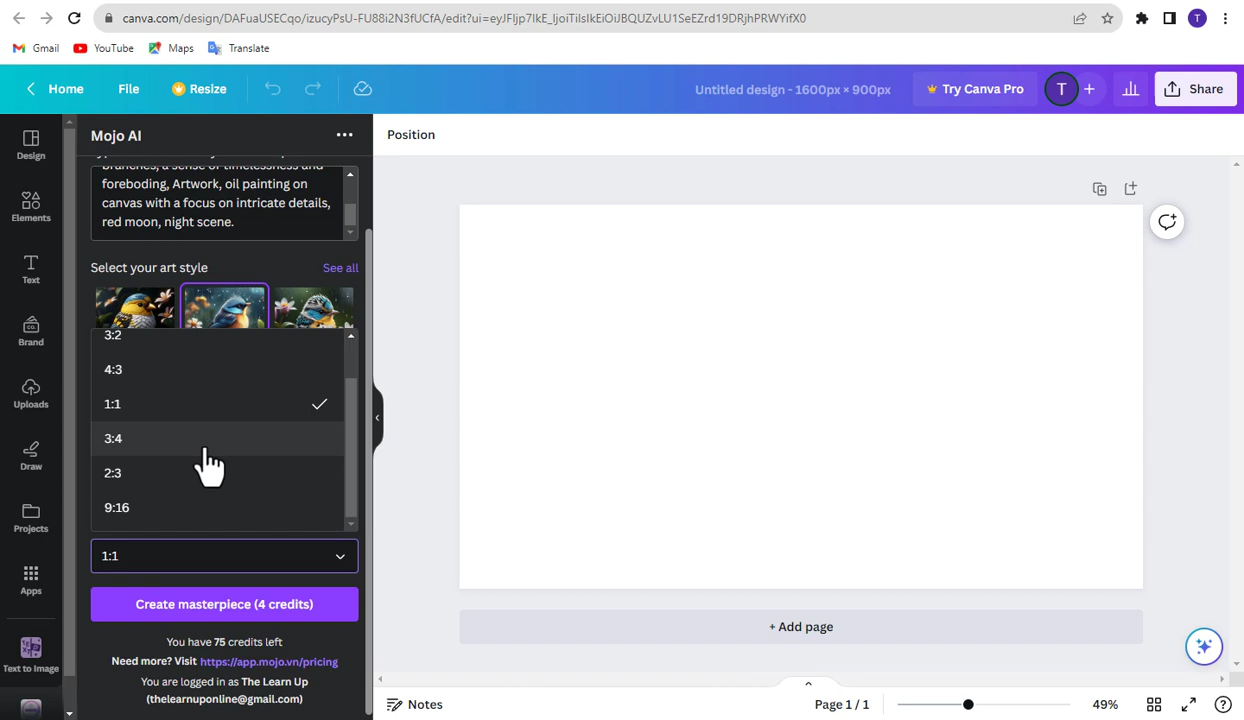 canva.com/design/DAFuaUSECqo/izucyPsU-FU88i2N3fUCfA/edit?ui=eyJFIjp7IkE_IjoiTiIsIkEiOiJBQUZvLU1SeEZrd19DRjhPRWYifX0
T
Gmail
YouTube
Maps
Translate
Home
File
Resize
Untitled design - 1600px × 900px
Try Canva Pro
T
+
Share
Design
Elements
Text
Brand
Uploads
Draw
Projects
Apps
Text to Image
Mojo AI
branches, a sense of timelessness and
foreboding, Artwork, oil painting on
canvas with a focus on intricate details,
red moon, night scene.
Select your art style
See all
3:2
4:3
1:1
3:4
2:3
9:16
1:1
Create masterpiece (4 credits)
You have 75 credits left
Need more? Visit https://app.mojo.vn/pricing
You are logged in as The Learn Up
(thelearnuponline@gmail.com)
Position
+ Add page
Notes
Page 1 / 1
49%